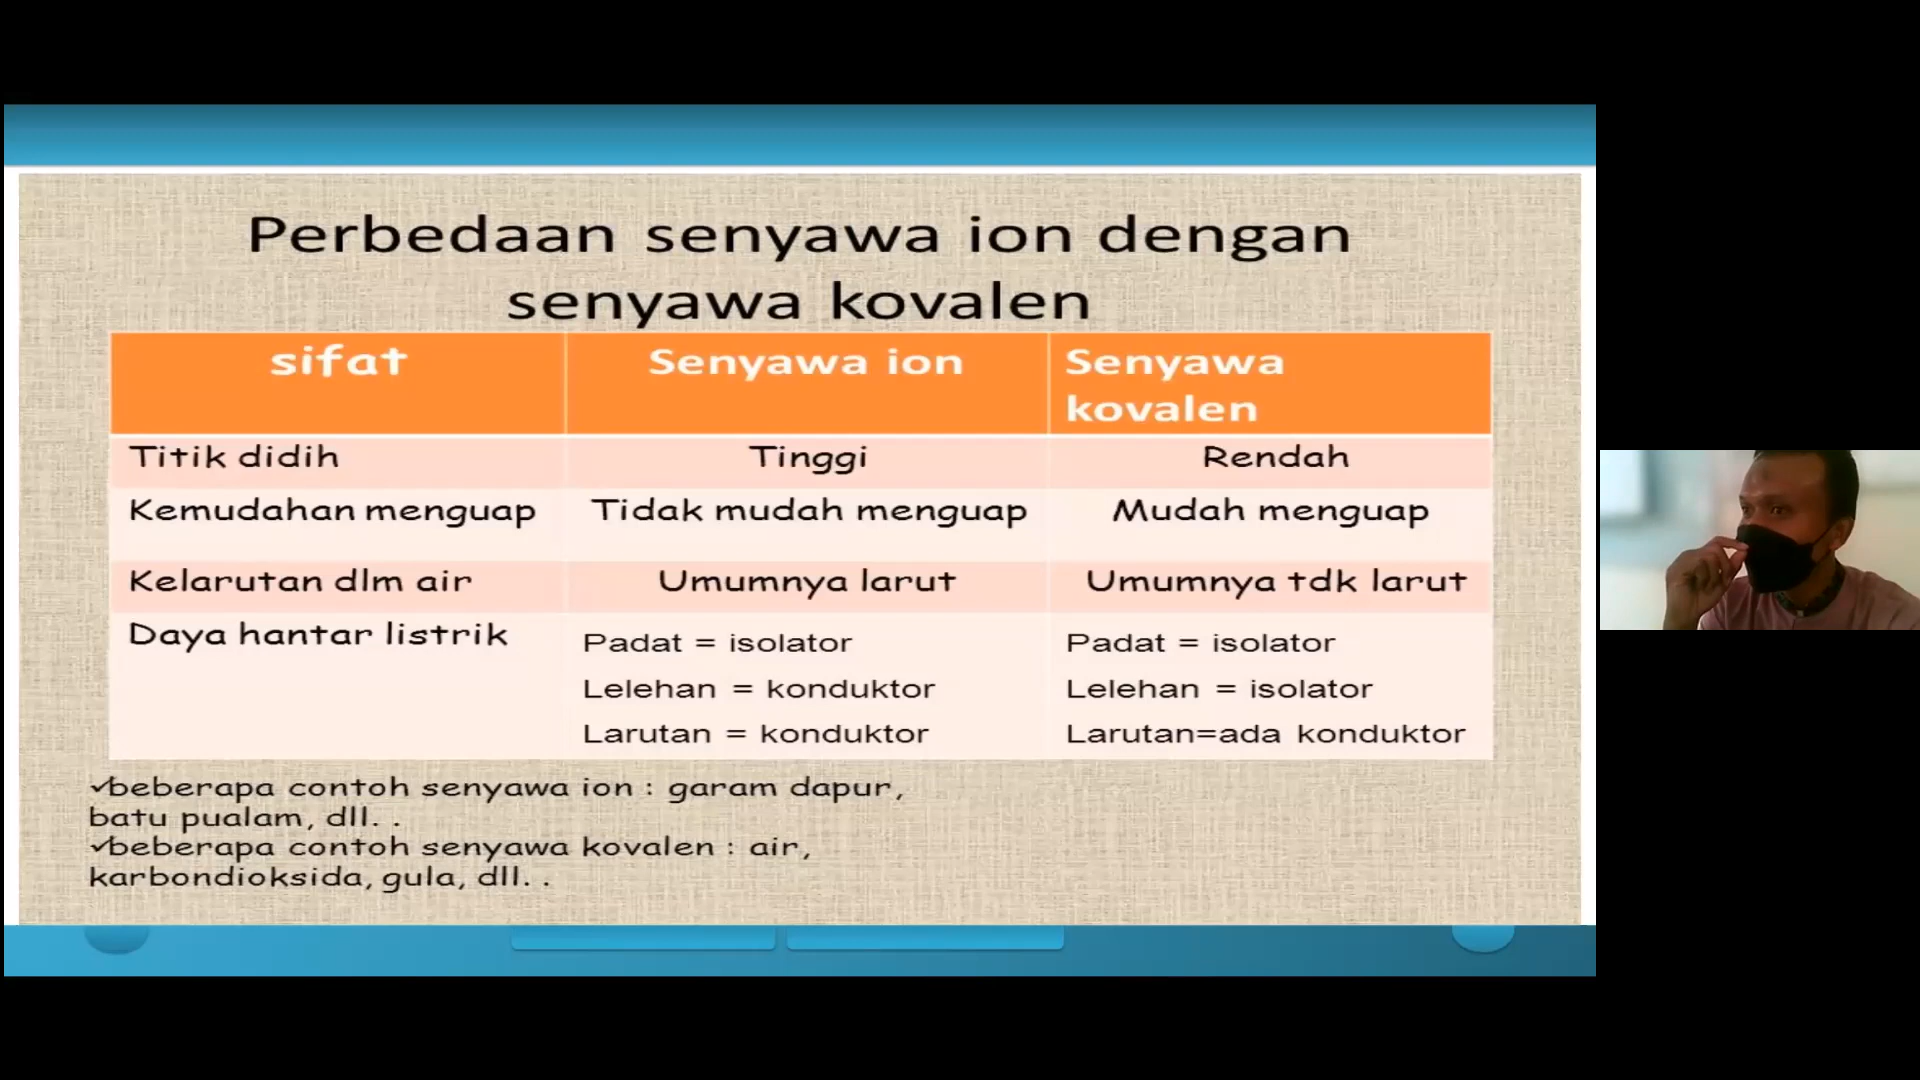 Perbedaan senyawa ion dengan
senyawa kovalen
sifat
Senyawa ion
Senyawa
kovalen
Titik didih
Tinggi
Rendah
Kemudahan menguap
Tidak mudah menguap
Mudah menguap
Kelarutan dlm air
Umumnya larut
Umumnya tdk larut
Daya hantar listrik
Padat = isolator
Lelehan = konduktor
Larutan = konduktor
Padat = isolator
Lelehan = isolator
Larutan=ada konduktor
✓beberapa contoh senyawa ion : garam dapur,
batu pualam, dll. .
✓beberapa contoh senyawa kovalen : air,
karbondioksida, gula, dll. .